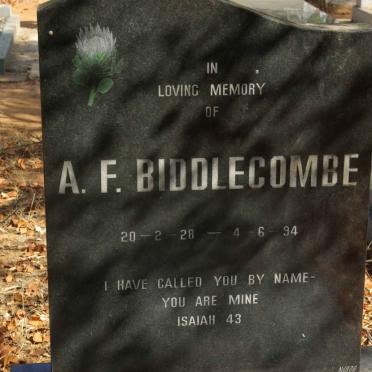 IN
LOVING MEMORY
OF
A. F. BIDDLECOMBE
20-2-28 - 4-6-94
I HAVE CALLED YOU BY NAME-
YOU ARE MINE
ISAIAH 43